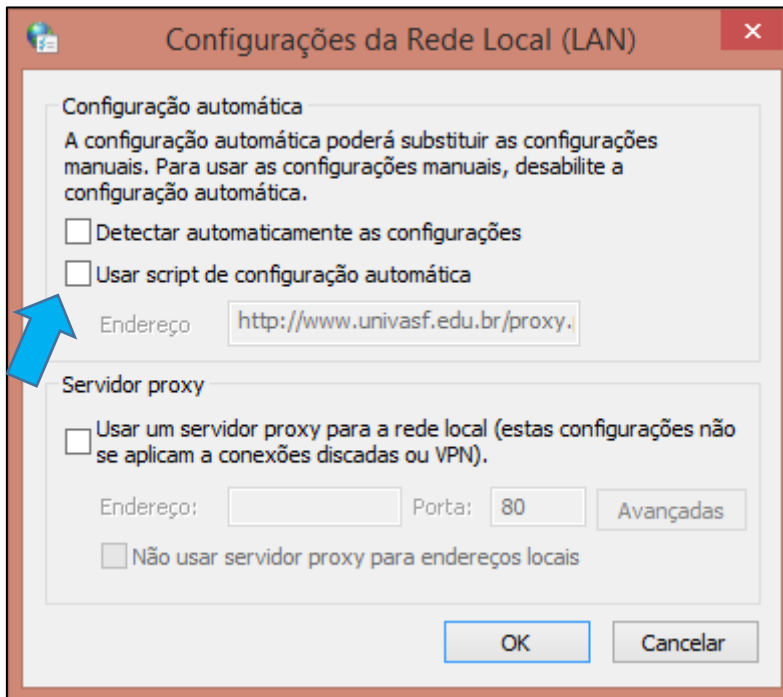 Configurações da Rede Local (LAN)
Configuração automática
A configuração automática poderá substituir as configurações
manuais. Para usar as configurações manuais, desabilite a
configuração automática.
Detectar automaticamente as configurações
Usar script de configuração automática
Endereço http://www.univasf.edu.br/proxy.
Servidor proxy
Usar um servidor proxy para a rede local (estas configurações não
se aplicam a conexões discadas ou VPN).
Endereço: Porta: 80 Avançadas
Não usar servidor proxy para endereços locais
OK Cancelar